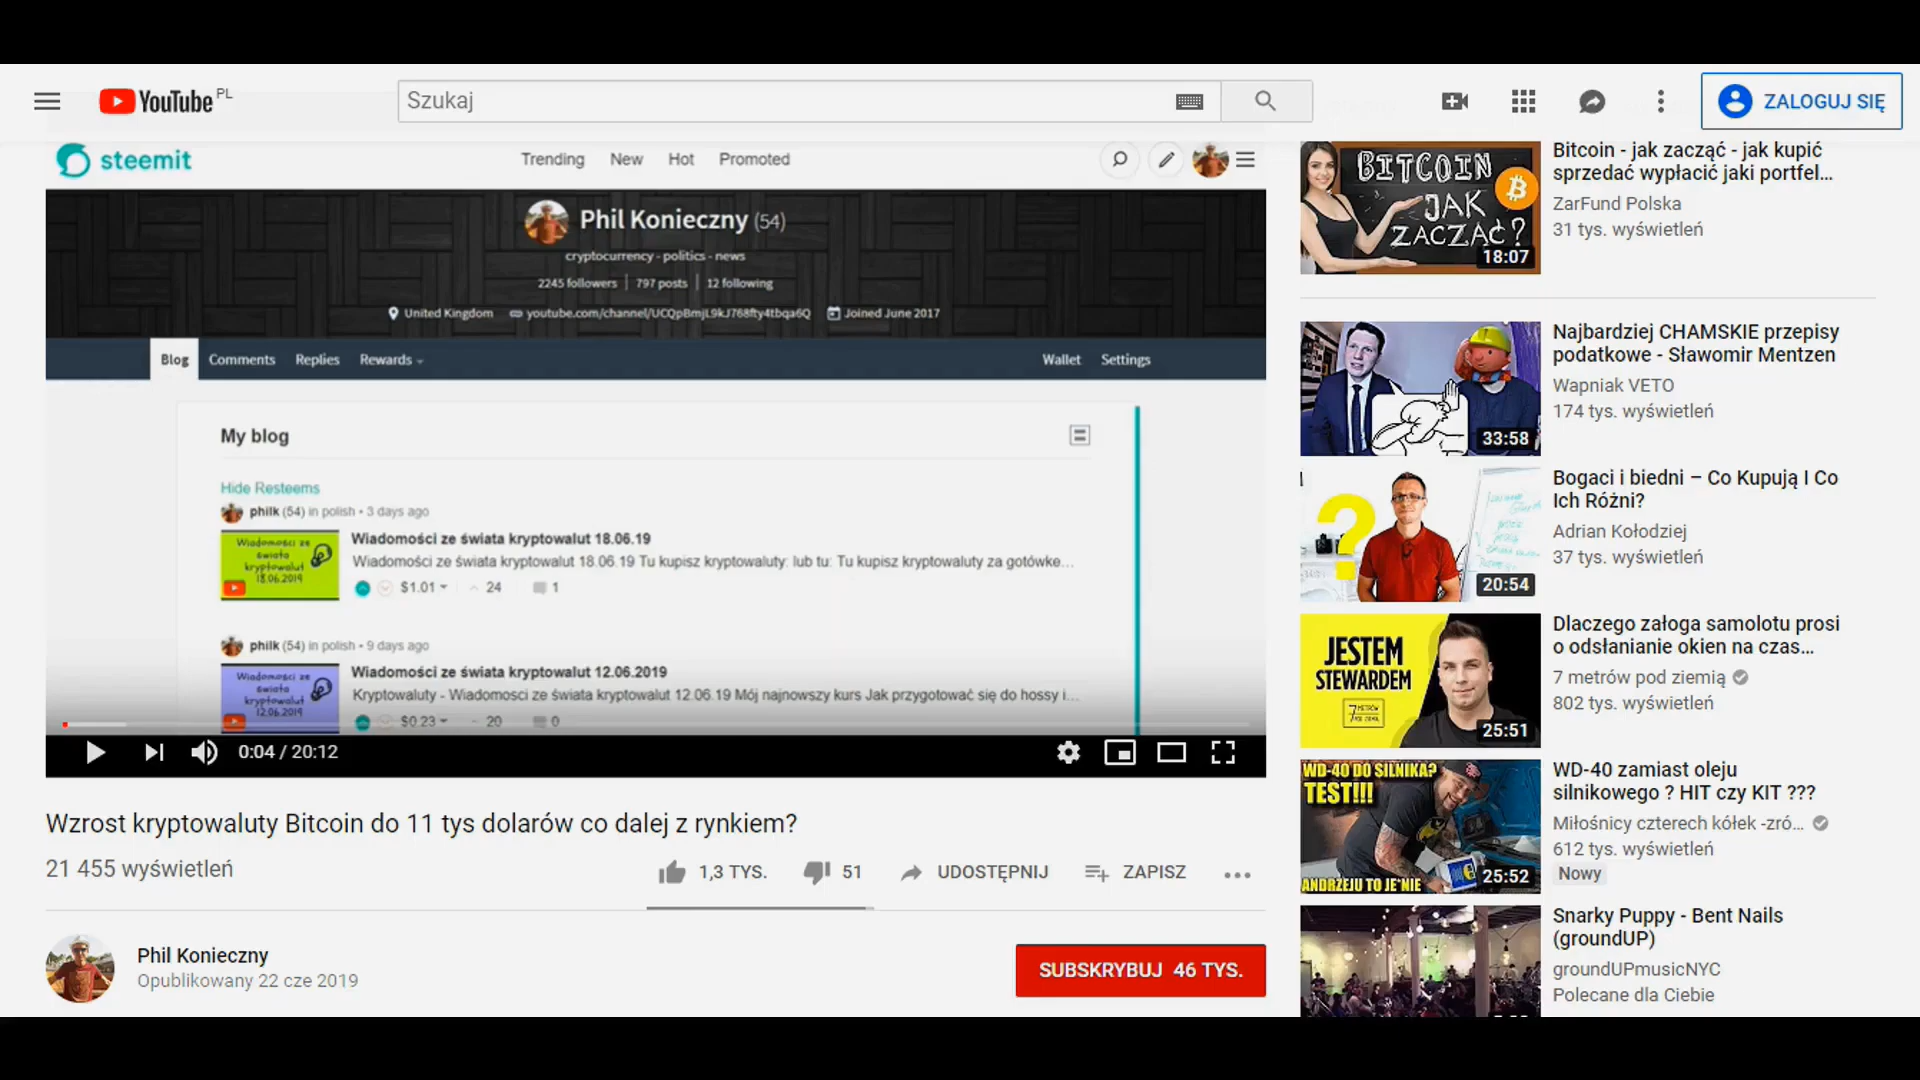 YouTube PL
Szukaj
ZALOGUJ SIĘ
steemit
Trending New Hot Promoted
Phil Konieczny (54)
cryptocurrency - politics - news
2245 followers 797 posts 12 following
United Kingdom youtube.com/channel/UCQpBmjL9kJ768fty4tbqa6Q Joined June 2017
Blog Comments Replies Rewards Wallet Settings
My blog
Hide Resteems
philk (54) in polish • 3 days ago
Wiadomości ze świata kryptowalut 18.06.2019
Wiadomości ze świata kryptowalut 18.06.19
Wiadomości ze świata kryptowalut 18.06.19 Tu kupisz kryptowaluty: lub tu: Tu kupisz kryptowaluty za gotówke...
$1.01 24 1
philk (54) in polish • 9 days ago
Wiadomości ze świata kryptowalut 12.06.2019
Wiadomości ze świata kryptowalut 12.06.2019
Kryptowaluty - Wiadomosci ze świata kryptowalut 12.06.19 Mój najnowszy kurs Jak przygotować się do hossy i...
$0.23 20 0
0:04 / 20:12
Wzrost kryptowaluty Bitcoin do 11 tys dolarów co dalej z rynkiem?
21 455 wyświetleń
1,3 TYS. 51 UDOSTĘPNIJ ZAPISZ
Phil Konieczny
Opublikowany 22 cze 2019
SUBSKRYBUJ 46 TYS.
BITCOIN
JAK
ZACZĄĆ?
18:07
Bitcoin - jak zacząć - jak kupić
sprzedać wypłacić jaki portfel...
ZarFund Polska
31 tys. wyświetleń
33:58
Najbardziej CHAMSKIE przepisy
podatkowe - Sławomir Mentzen
Wapniak VETO
174 tys. wyświetleń
?
20:54
Bogaci i biedni – Co Kupują I Co
Ich Różni?
Adrian Kołodziej
37 tys. wyświetleń
JESTEM
STEWARDEM
7 METRÓW
POD ZIEMIĄ
25:51
Dlaczego załoga samolotu prosi
o odsłanianie okien na czas...
7 metrów pod ziemią
802 tys. wyświetleń
WD-40 DO SILNIKA?
TEST!!!
ANDRZEJU TO JE*NIE
25:52
WD-40 zamiast oleju
silnikowego ? HIT czy KIT ???
Miłośnicy czterech kółek -zró...
612 tys. wyświetleń
Nowy
Snarky Puppy - Bent Nails
(groundUP)
groundUPmusicNYC
Polecane dla Ciebie